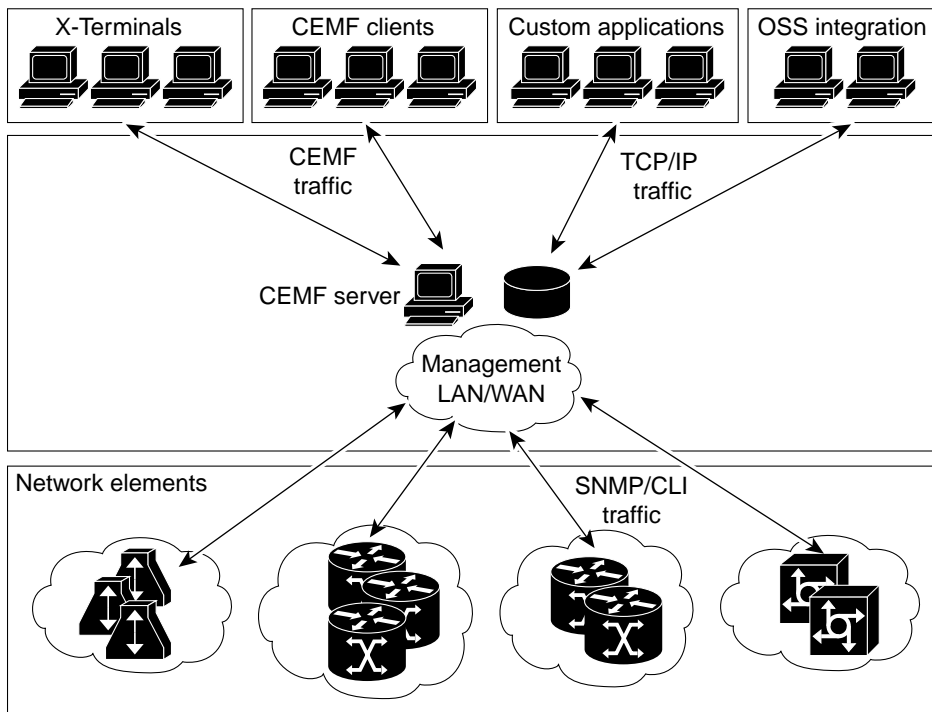 X-Terminals
CEMF clients
Custom applications
OSS integration
CEMF
traffic
TCP/IP
traffic
CEMF server
Management
LAN/WAN
Network elements
SNMP/CLI
traffic